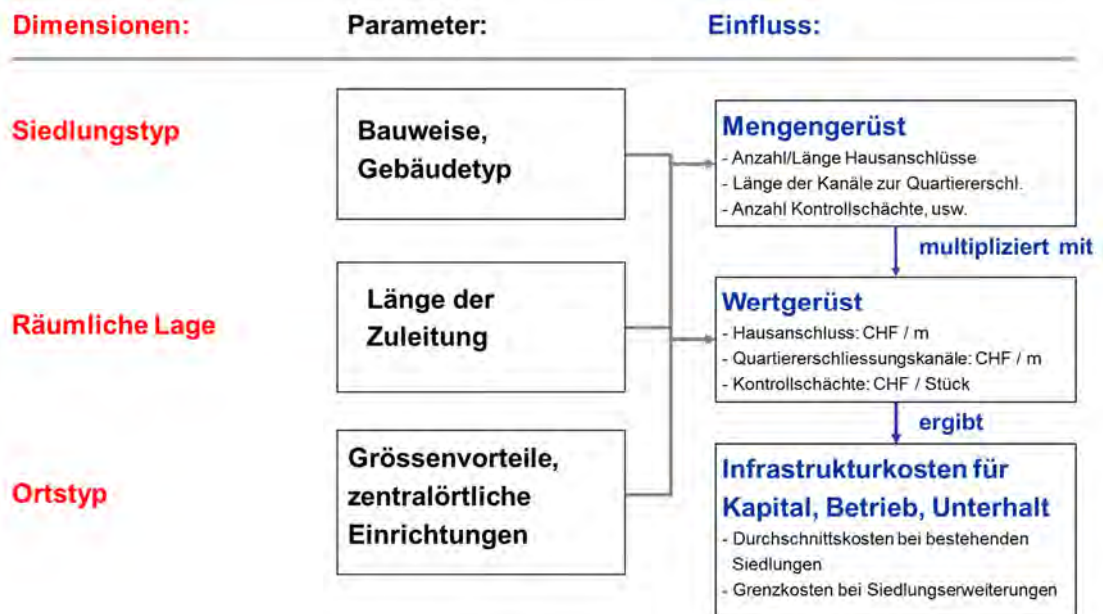 Dimensionen:
Parameter:
Einfluss:
Siedlungstyp
Bauweise,
Gebäudetyp
Mengengerüst
- Anzahl/Länge Hausanschlüsse
- Länge der Kanäle zur Quartiererschl.
- Anzahl Kontrollschächte, usw.
multipliziert mit
Räumliche Lage
Länge der
Zuleitung
Wertgerüst
- Hausanschluss: CHF / m
- Quartiererschliessungskanäle: CHF / m
- Kontrollschächte: CHF / Stück
ergibt
Ortstyp
Grössenvorteile,
zentralörtliche
Einrichtungen
Infrastrukturkosten für
Kapital, Betrieb, Unterhalt
- Durchschnittskosten bei bestehenden
Siedlungen
- Grenzkosten bei Siedlungserweiterungen